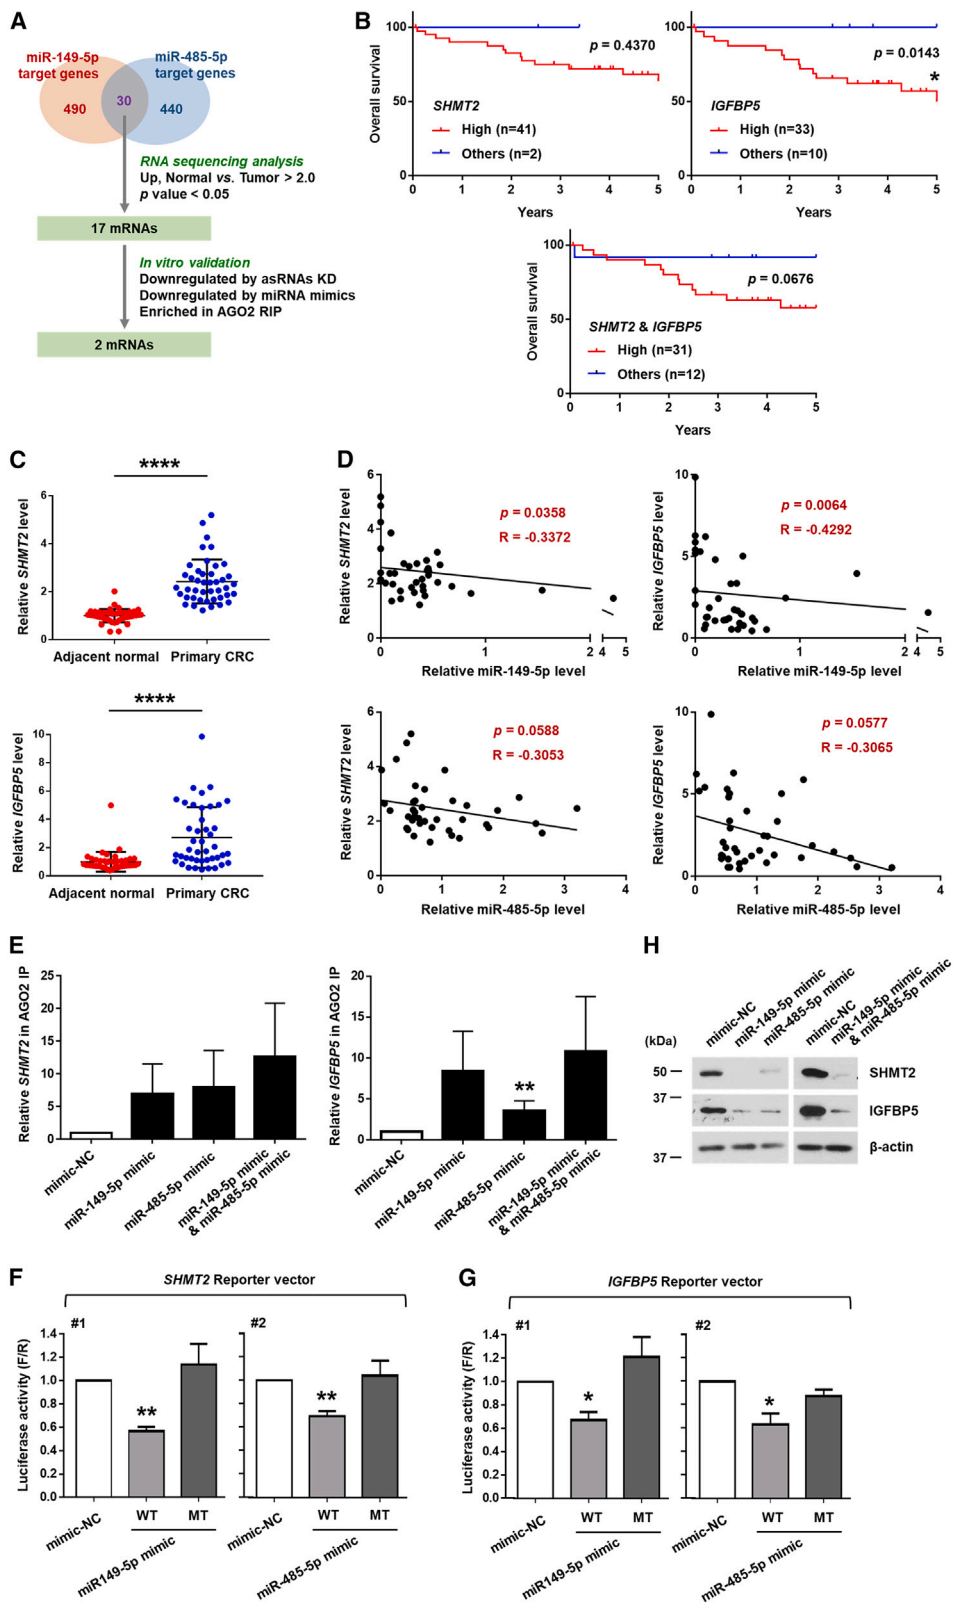 A
miR-149-5p
target genes
miR-485-5p
target genes
490
30
440
RNA sequencing analysis
Up, Normal vs. Tumor > 2.0
p value < 0.05
17 mRNAs
In vitro validation
Downregulated by asRNAs KD
Downregulated by miRNA mimics
Enriched in AGO2 RIP
2 mRNAs
B
Overall survival
100
50
0
p = 0.4370
SHMT2
High (n=41)
Others (n=2)
0 1 2 3 4 5
Years
100
50
0
p = 0.0143
*
IGFBP5
High (n=33)
Others (n=10)
0 1 2 3 4 5
Years
Overall survival
100
50
0
p = 0.0676
SHMT2 & IGFBP5
High (n=31)
Others (n=12)
0 1 2 3 4 5
Years
C
****
Relative SHMT2 level
6
4
2
0
Adjacent normal Primary CRC
****
Relative IGFBP5 level
10
8
6
4
2
0
Adjacent normal Primary CRC
D
Relative SHMT2 level
6
4
2
0
p = 0.0358
R = -0.3372
0 1 2 4 5
Relative miR-149-5p level
Relative IGFBP5 level
10
5
0
p = 0.0064
R = -0.4292
0 1 2 4 5
Relative miR-149-5p level
Relative SHMT2 level
6
4
2
0
p = 0.0588
R = -0.3053
0 1 2 3 4
Relative miR-485-5p level
Relative IGFBP5 level
10
5
0
p = 0.0577
R = -0.3065
0 1 2 3 4
Relative miR-485-5p level
E
Relative SHMT2 in AGO2 IP
25
20
15
10
5
0
mimic-NC
miR-149-5p mimic
miR-485-5p mimic
miR-149-5p mimic
& miR-485-5p mimic
Relative IGFBP5 in AGO2 IP
20
15
10
5
0
**
mimic-NC
miR-149-5p mimic
miR-485-5p mimic
miR-149-5p mimic
& miR-485-5p mimic
H
mimic-NC
miR-149-5p mimic
miR-485-5p mimic
mimic-NC
miR-149-5p mimic
& miR-485-5p mimic
(kDa)
50
37
37
SHMT2
IGFBP5
β-actin
F
SHMT2 Reporter vector
Luciferase activity (F/R)
#1
1.4
1.2
1.0
0.8
0.6
0.4
0.2
0.0
**
mimic-NC
WT MT
miR149-5p mimic
#2
**
mimic-NC
WT MT
miR-485-5p mimic
G
IGFBP5 Reporter vector
Luciferase activity (F/R)
#1
1.4
1.2
1.0
0.8
0.6
0.4
0.2
0.0
*
mimic-NC
WT MT
miR149-5p mimic
#2
*
mimic-NC
WT MT
miR-485-5p mimic